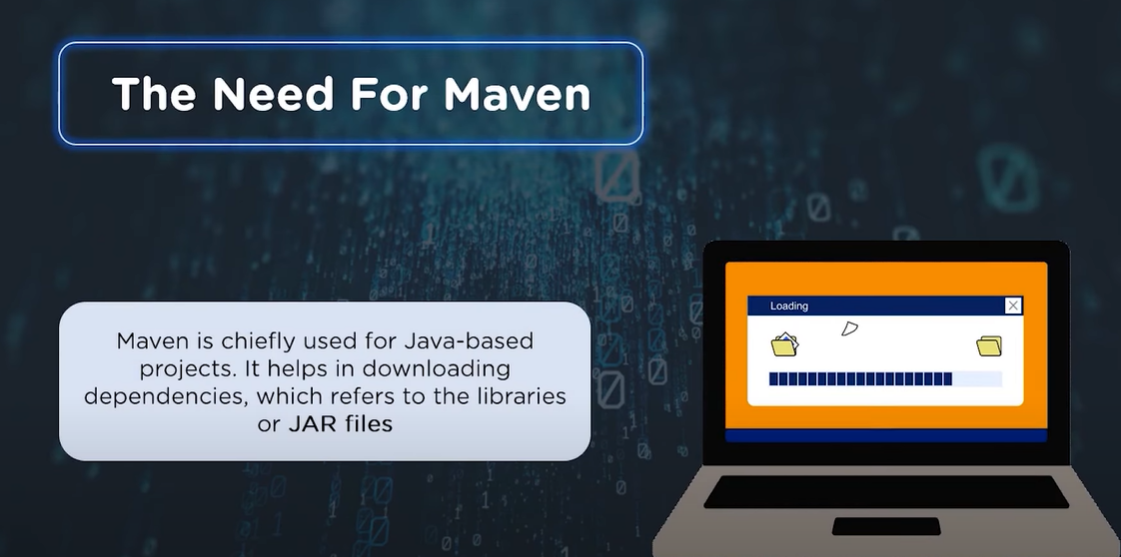 The Need For Maven
Maven is chiefly used for Java-based
projects. It helps in downloading
dependencies, which refers to the libraries
or JAR files
Loading